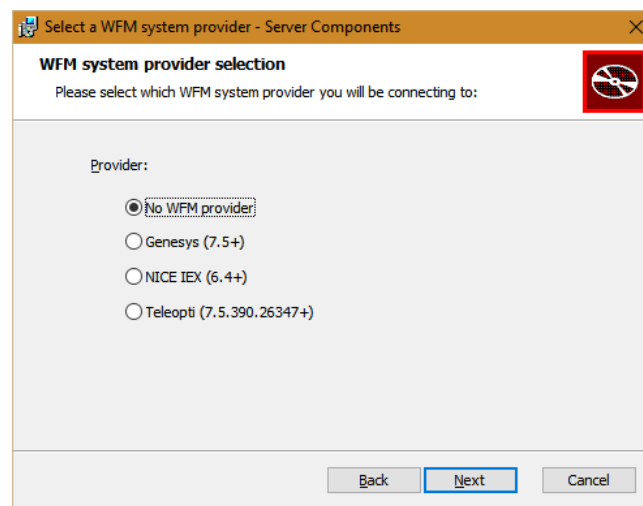 Select a WFM system provider - Server Components
WFM system provider selection
Please select which WFM system provider you will be connecting to:
Provider:
No WFM provider
Genesys (7.5+)
NICE IEX (6.4+)
Teleopti (7.5.390.26347+)
Back Next Cancel